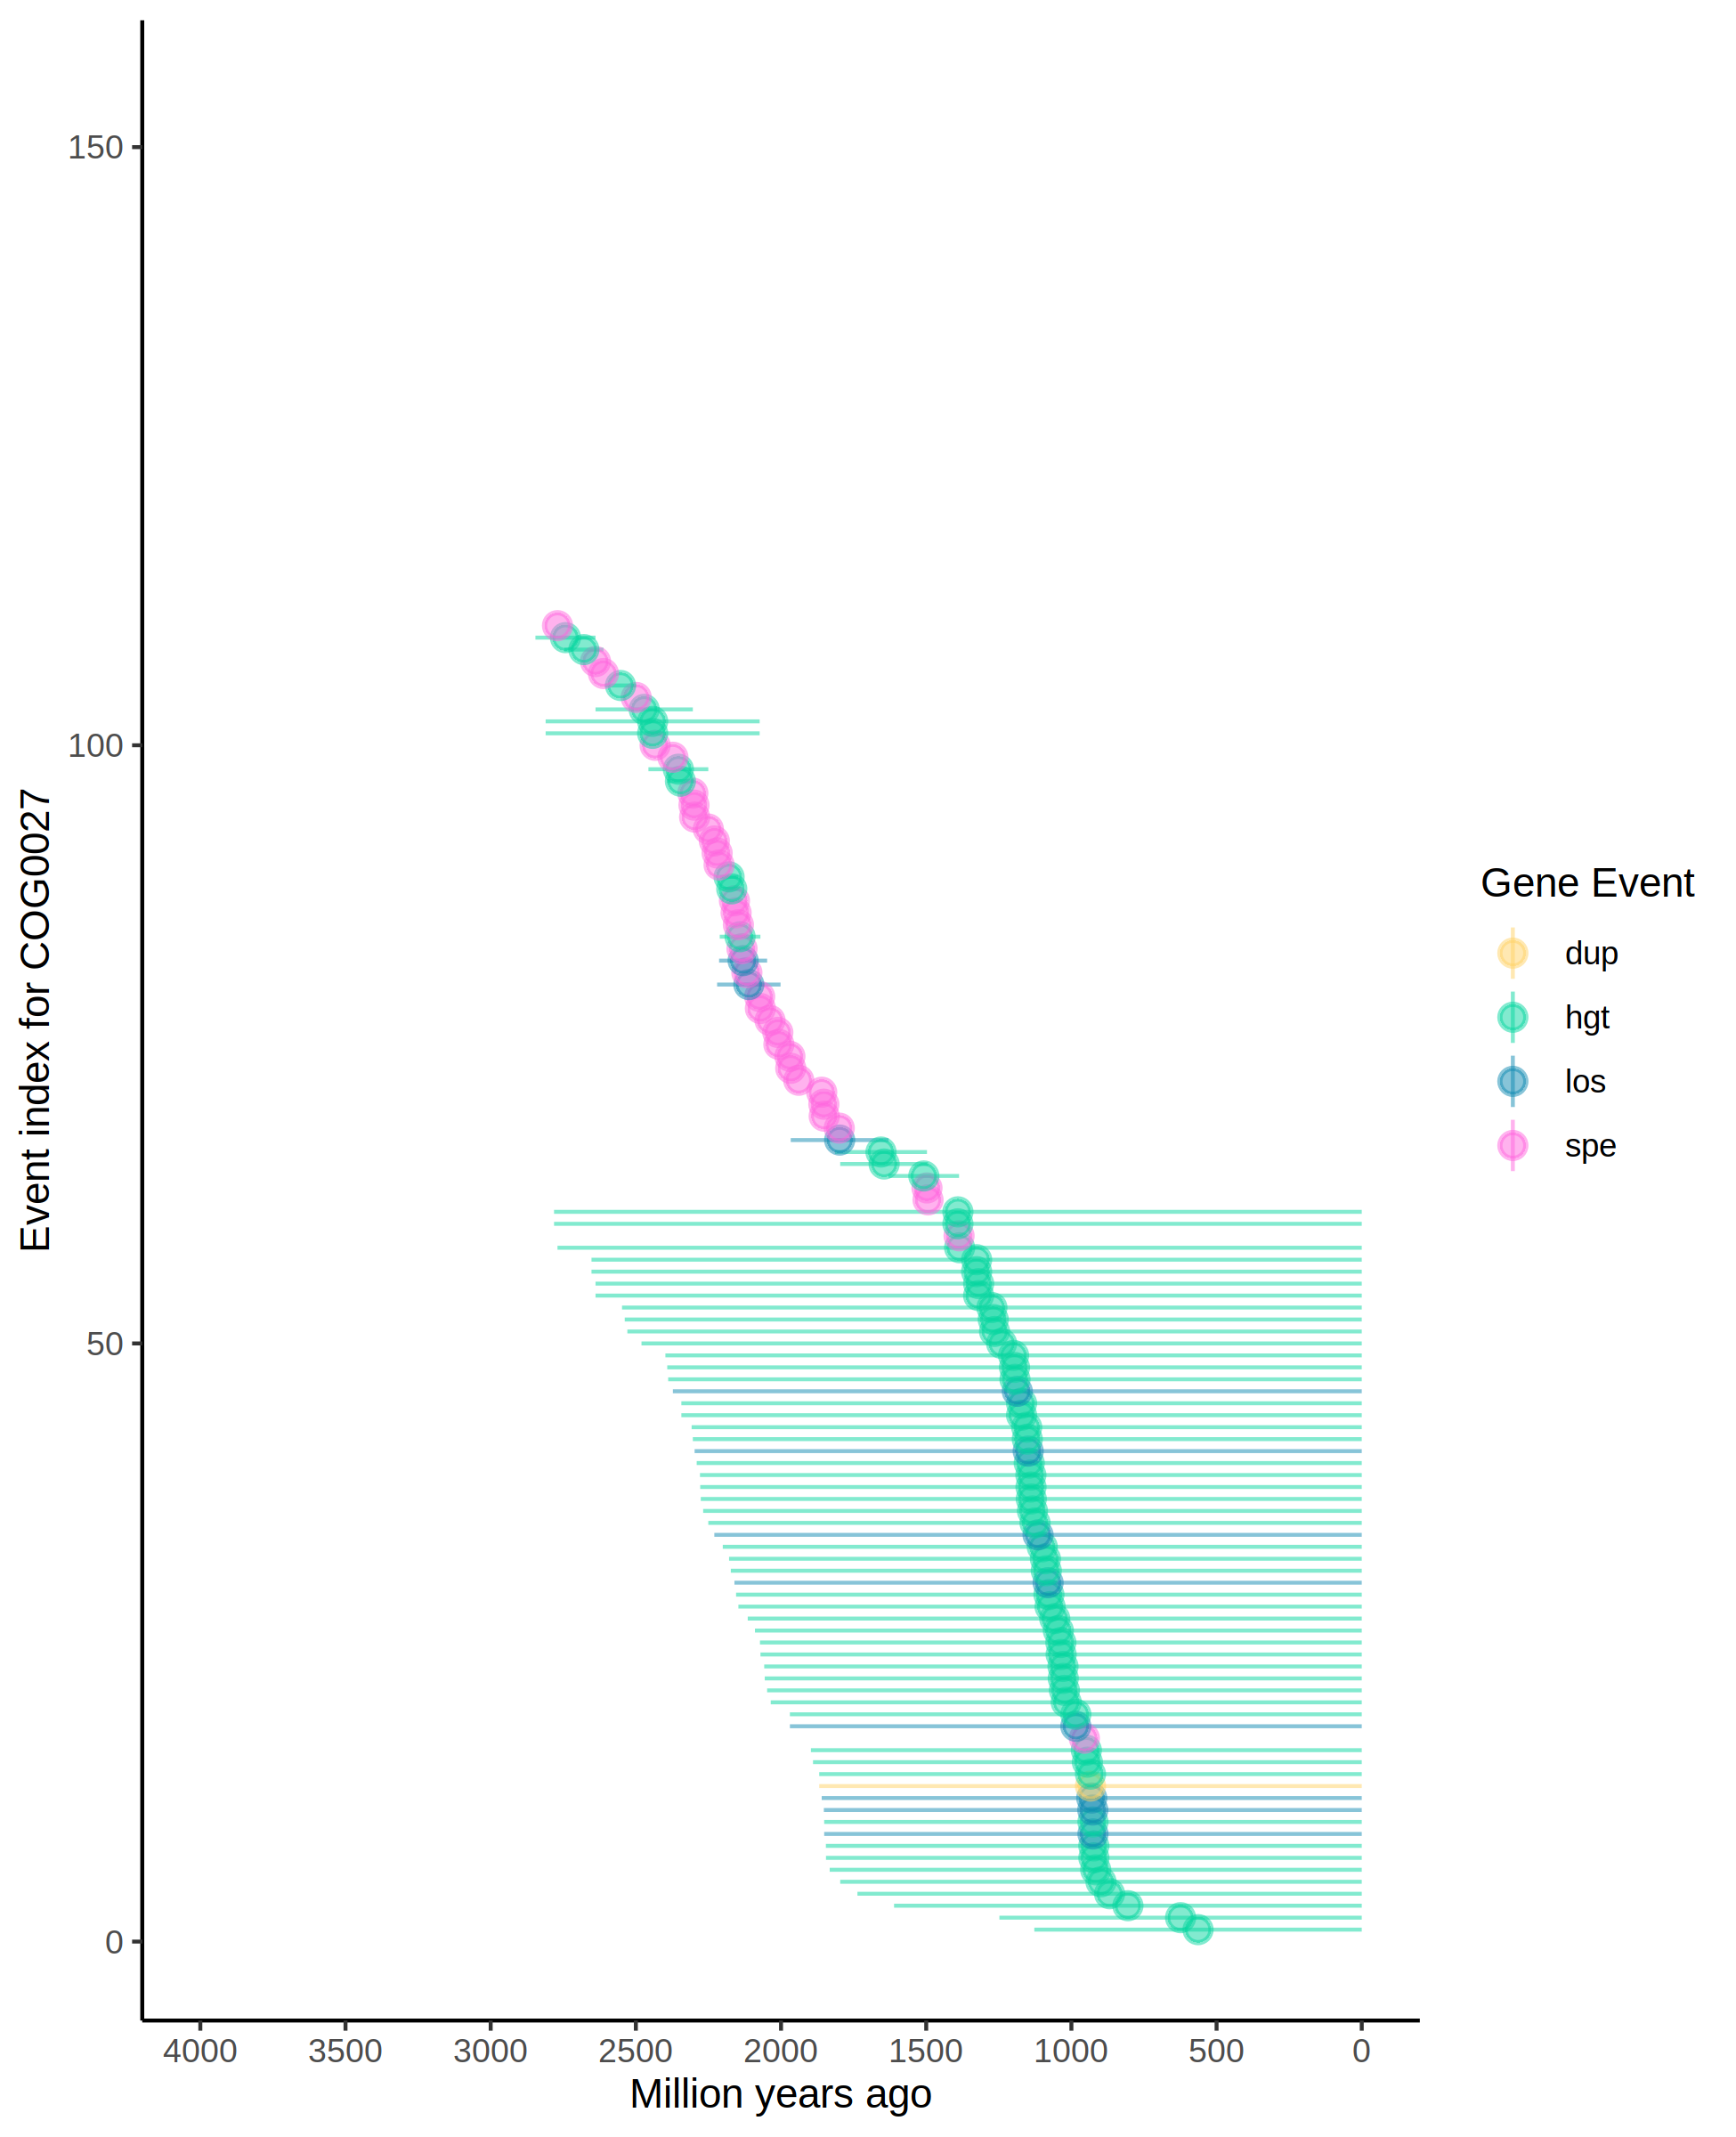 Event index for COG0027
150
100
50
0
4000 3500 3000 2500 2000 1500 1000 500 0
Million years ago
Gene Event
dup
hgt
los
spe